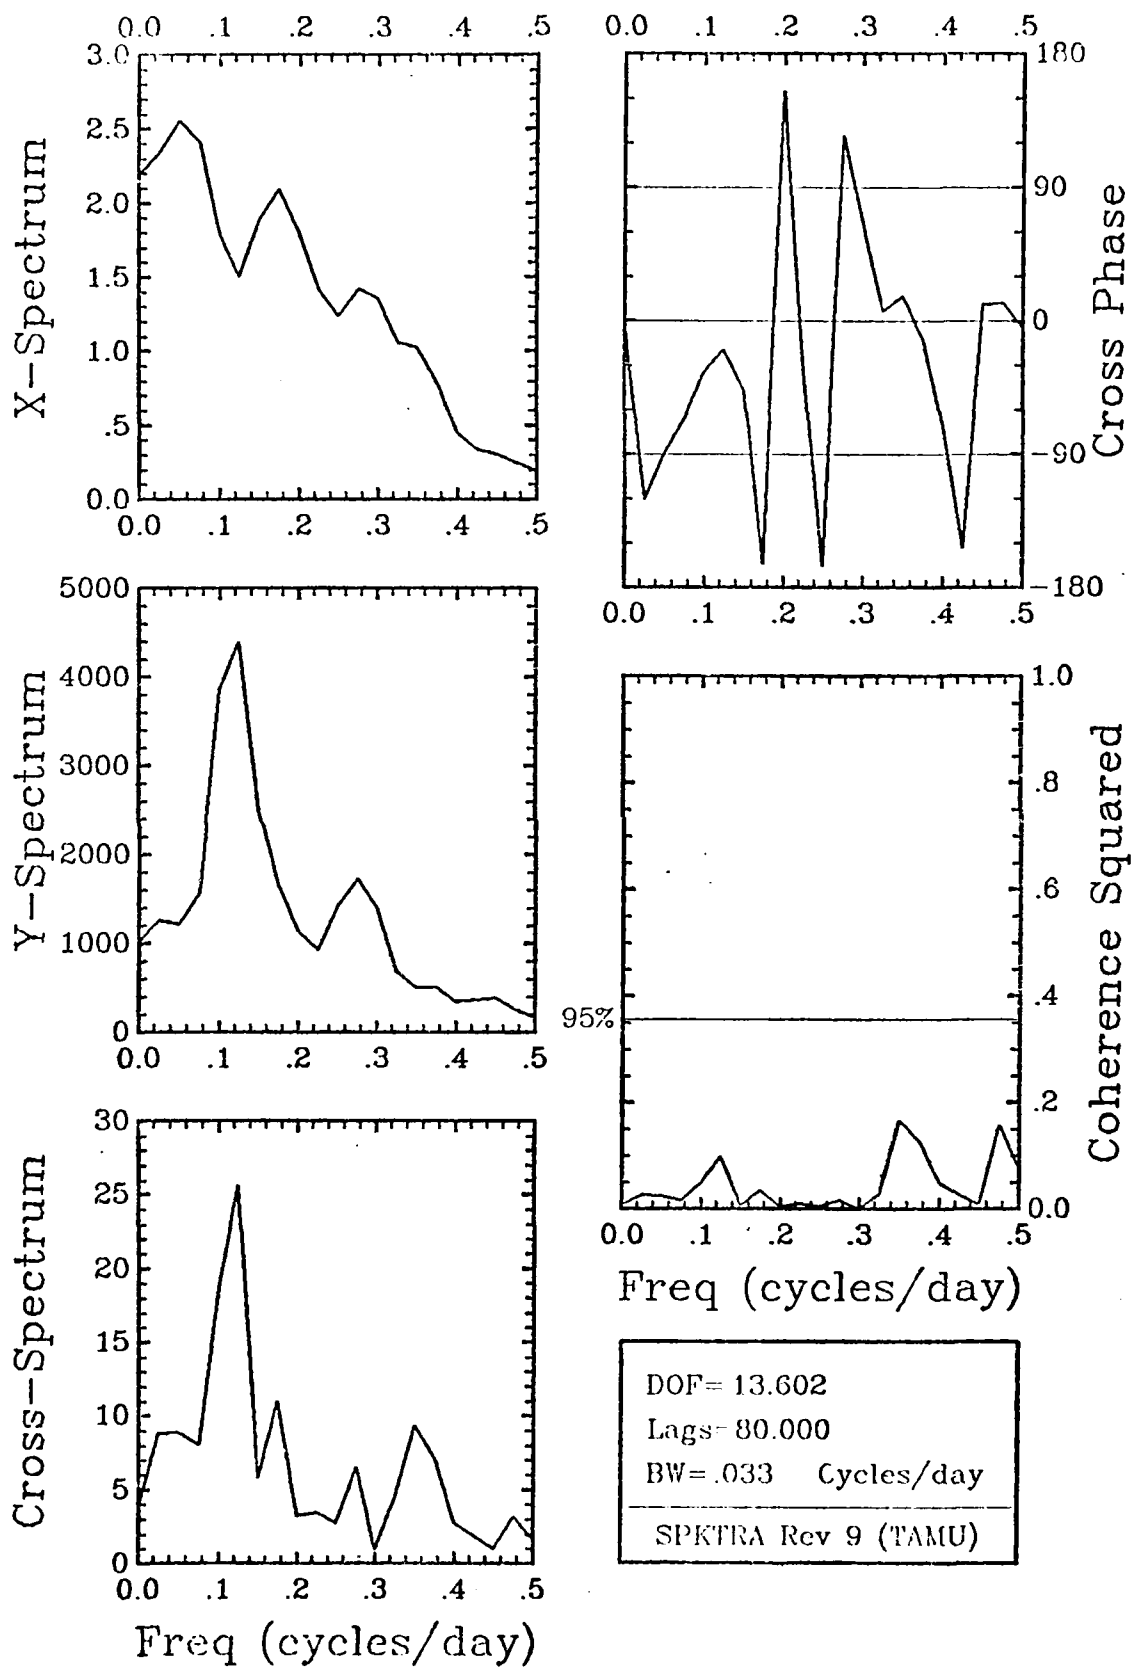 0.0 .1 .2 .3 .4 .5
3.0
2.5
2.0
1.5
1.0
.5
0.0
X-Spectrum
0.0 .1 .2 .3 .4 .5
5000
4000
3000
2000
1000
0
Y-Spectrum
0.0 .1 .2 .3 .4 .5
30
25
20
15
10
5
0
Cross-Spectrum
0.0 .1 .2 .3 .4 .5
Freq (cycles/day)
0.0 .1 .2 .3 .4 .5
180
90
0
-90
-180
Cross Phase
0.0 .1 .2 .3 .4 .5
1.0
.8
.6
.4
.2
0.0
95%
Coherence Squared
0.0 .1 .2 .3 .4 .5
Freq (cycles/day)
DOF= 13.602
Lags= 80.000
BW= .033 Cycles/day
SPKTRA Rev 9 (TAMU)